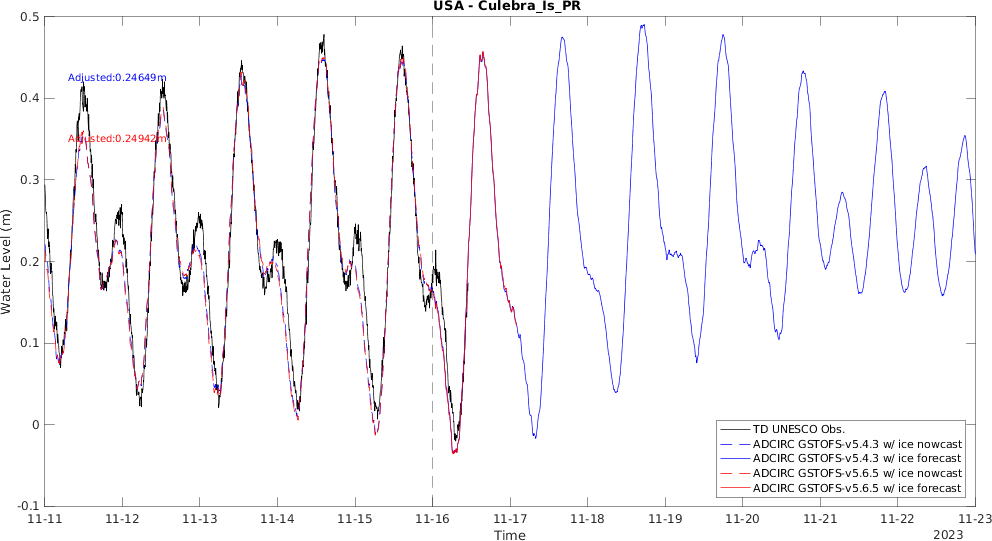 USA - Culebra_Is_PR
0.5
0.4
0.3
0.2
0.1
0
-0.1
Water Level (m)
Adjusted:0.24649m
Adjusted:0.24942m
TD UNESCO Obs.
ADCIRC GSTOFS-v5.4.3 w/ ice nowcast
ADCIRC GSTOFS-v5.4.3 w/ ice forecast
ADCIRC GSTOFS-v5.6.5 w/ ice nowcast
ADCIRC GSTOFS-v5.6.5 w/ ice forecast
11-11 11-12 11-13 11-14 11-15 11-16 11-17 11-18 11-19 11-20 11-21 11-22 11-23
Time
2023